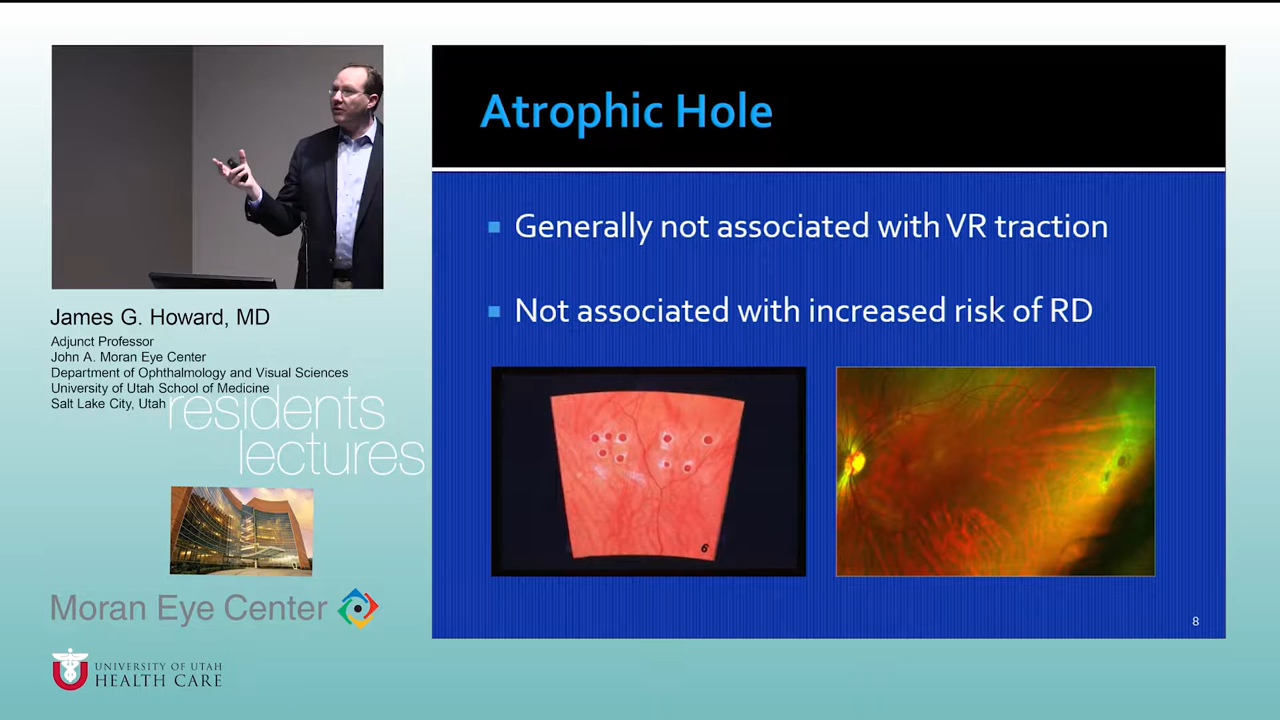 James G. Howard, MD
Adjunct Professor
John A. Moran Eye Center
Department of Ophthalmology and Visual Sciences
University of Utah School of Medicine
Salt Lake City, Utah
residents
lectures
Moran Eye Center
UNIVERSITY OF UTAH
HEALTH CARE
Atrophic Hole
Generally not associated with VR traction
Not associated with increased risk of RD
6
8